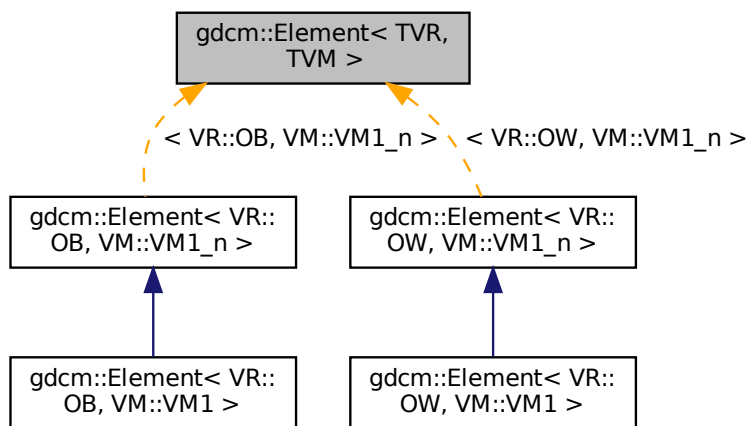 gdcm::Element< TVR,
TVM >
< VR::OB, VM::VM1_n >
< VR::OW, VM::VM1_n >
gdcm::Element< VR::
OB, VM::VM1_n >
gdcm::Element< VR::
OW, VM::VM1_n >
gdcm::Element< VR::
OB, VM::VM1 >
gdcm::Element< VR::
OW, VM::VM1 >